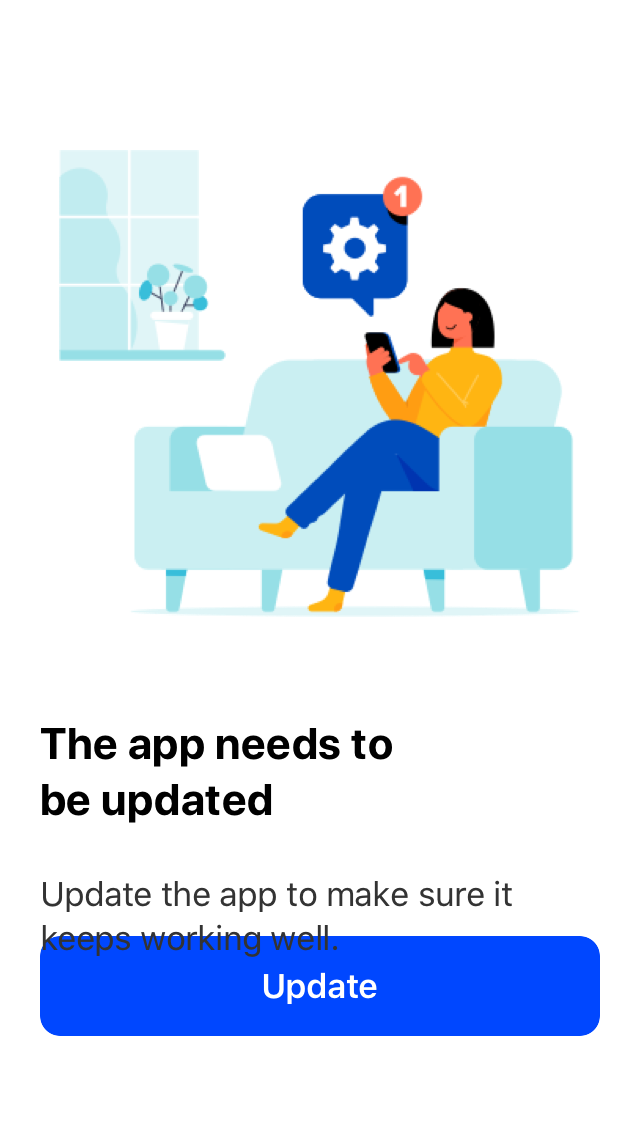 1
The app needs to
be updated
Update the app to make sure it
keeps working well.
Update